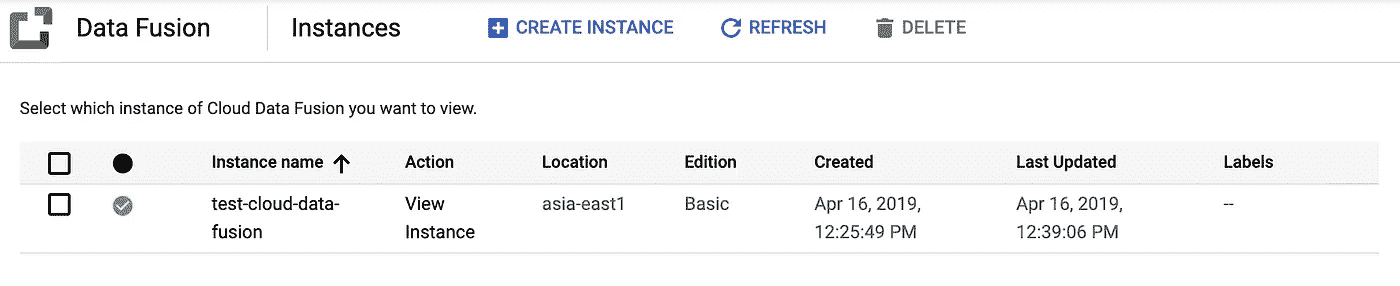 Data Fusion Instances CREATE INSTANCE REFRESH DELETE
Select which instance of Cloud Data Fusion you want to view.
Instance name Action Location Edition Created Last Updated Labels
test-cloud-data- View asia-east1 Basic Apr 16, 2019, Apr 16, 2019, --
fusion Instance 12:25:49 PM 12:39:06 PM